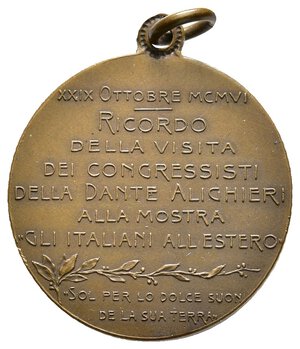 XXIX OTTOBRE MCMVI
RICORDO
DELLA VISITA
DEI CONGRESSISTI
DELLA DANTE ALIGHIERI
ALLA MOSTRA
"GLI ITALIANI ALL'ESTERO"
"SOL PER LO DOLCE SUON
DE LA SUA TERRA"